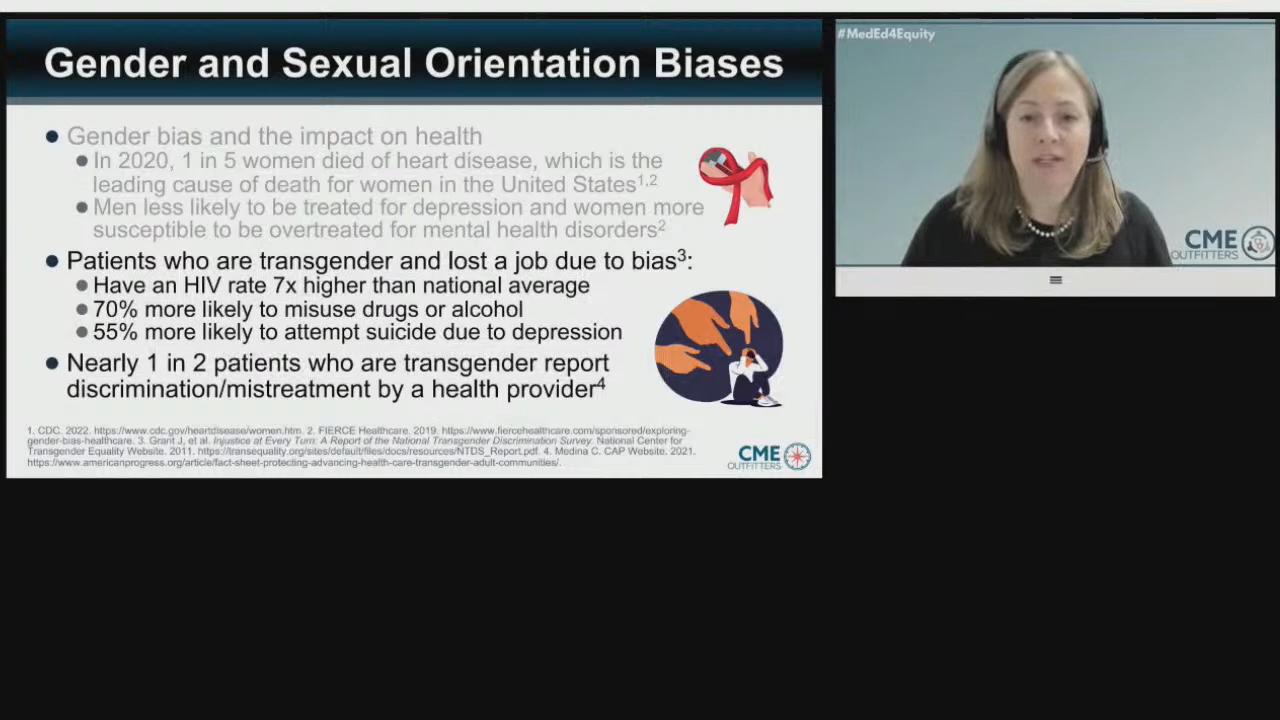 Gender and Sexual Orientation Biases
Gender bias and the impact on health
In 2020, 1 in 5 women died of heart disease, which is the
leading cause of death for women in the United States1,2
Men less likely to be treated for depression and women more
susceptible to be overtreated for mental health disorders2
Patients who are transgender and lost a job due to bias3:
Have an HIV rate 7x higher than national average
70% more likely to misuse drugs or alcohol
55% more likely to attempt suicide due to depression
Nearly 1 in 2 patients who are transgender report
discrimination/mistreatment by a health provider4
1. CDC. 2022. https://www.cdc.gov/heartdisease/women.htm. 2. FIERCE Healthcare. 2019. https://www.fiercehealthcare.com/sponsored/exploring-
gender-bias-healthcare. 3. Grant J, et al. Injustice at Every Turn: A Report of the National Transgender Discrimination Survey. National Center for
Transgender Equality Website. 2011. https://transequality.org/sites/default/files/docs/resources/NTDS_Report.pdf. 4. Medina C. CAP Website. 2021.
https://www.americanprogress.org/article/fact-sheet-protecting-advancing-health-care-transgender-adult-communities/.
CME
OUTFITTERS
#MedEd4Equity
CME
OUTFITTERS